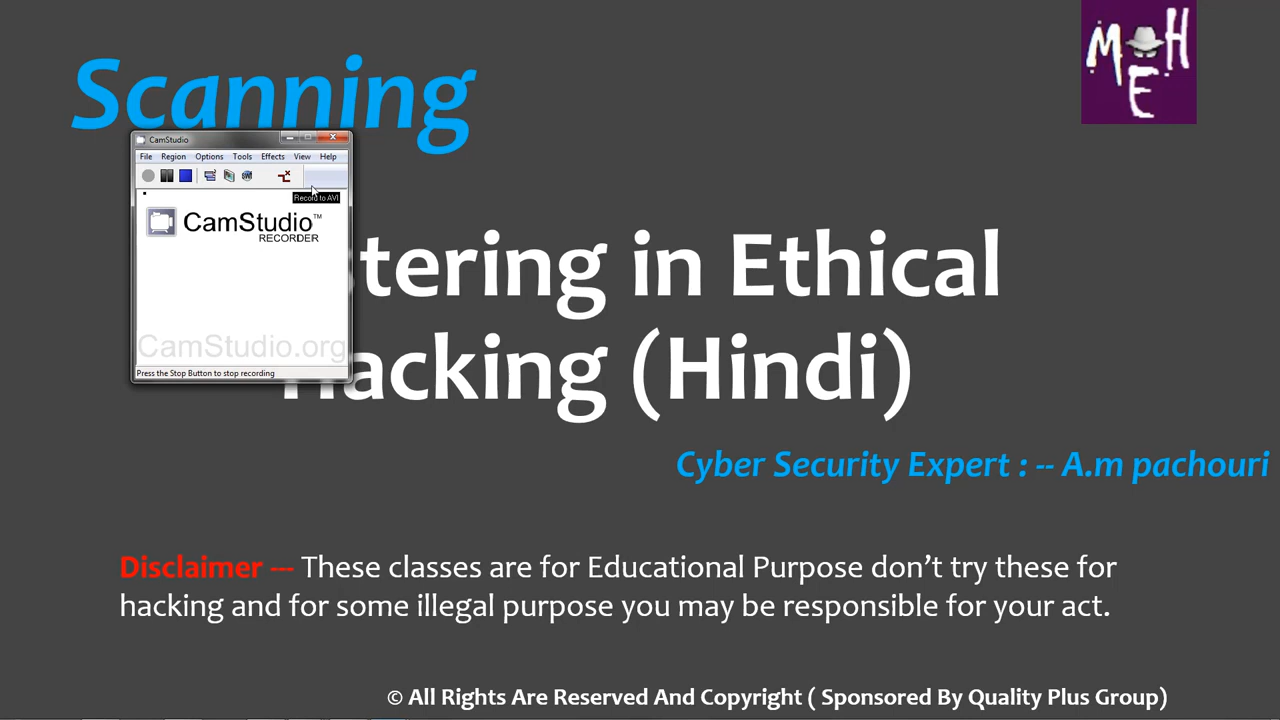 Scanning
M H
E
CamStudio
File Region Options Tools Effects View Help
Record to AVI
CamStudio™
RECORDER
CamStudio.org
Press the Stop Button to stop recording
tering in Ethical
acking (Hindi)
Cyber Security Expert : -- A.m pachouri
Disclaimer --- These classes are for Educational Purpose don’t try these for
hacking and for some illegal purpose you may be responsible for your act.
© All Rights Are Reserved And Copyright ( Sponsored By Quality Plus Group)